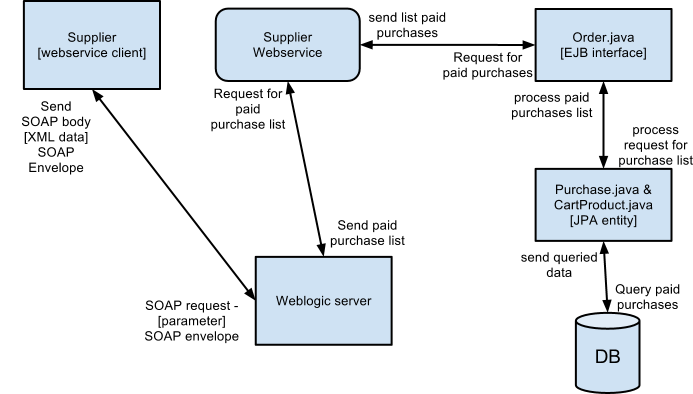 Supplier
[webservice client]
Supplier
Webservice
send list paid
purchases
Request for
paid purchases
Order.java
[EJB interface]
Send
SOAP body
[XML data]
SOAP
Envelope
Request for
paid
purchase list
process paid
purchases list
process
request for
purchase list
Purchase.java &
CartProduct.java
[JPA entity]
Send paid
purchase list
send queried
data
Query paid
purchases
SOAP request -
[parameter]
SOAP envelope
Weblogic server
DB